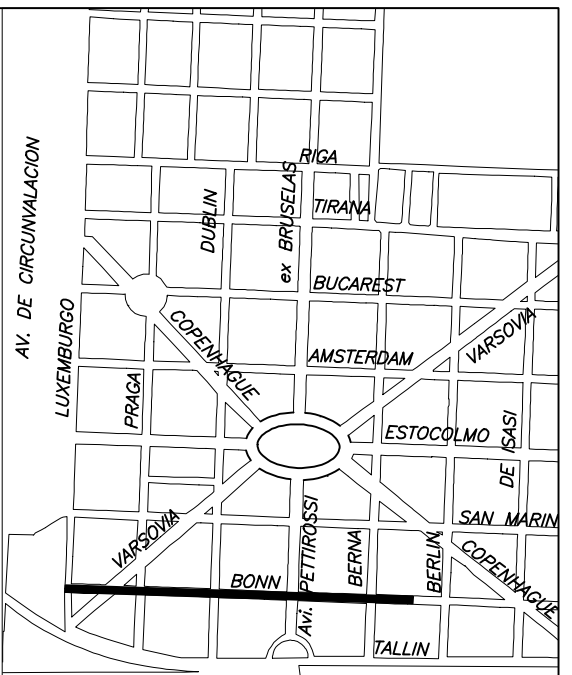 RIGA
AV. DE CIRCUNVALACION
DUBLIN
ex BRUSELAS
TIRANA
BUCAREST
LUXEMBURGO
COPENHAGUE
VARSOVIA
AMSTERDAM
PRAGA
ESTOCOLMO
DE ISASI
VARSOVIA
Avi. PETTIROSSI
BERNA
BERLIN
SAN MARIN
COPENHAGUE
BONN
TALLIN